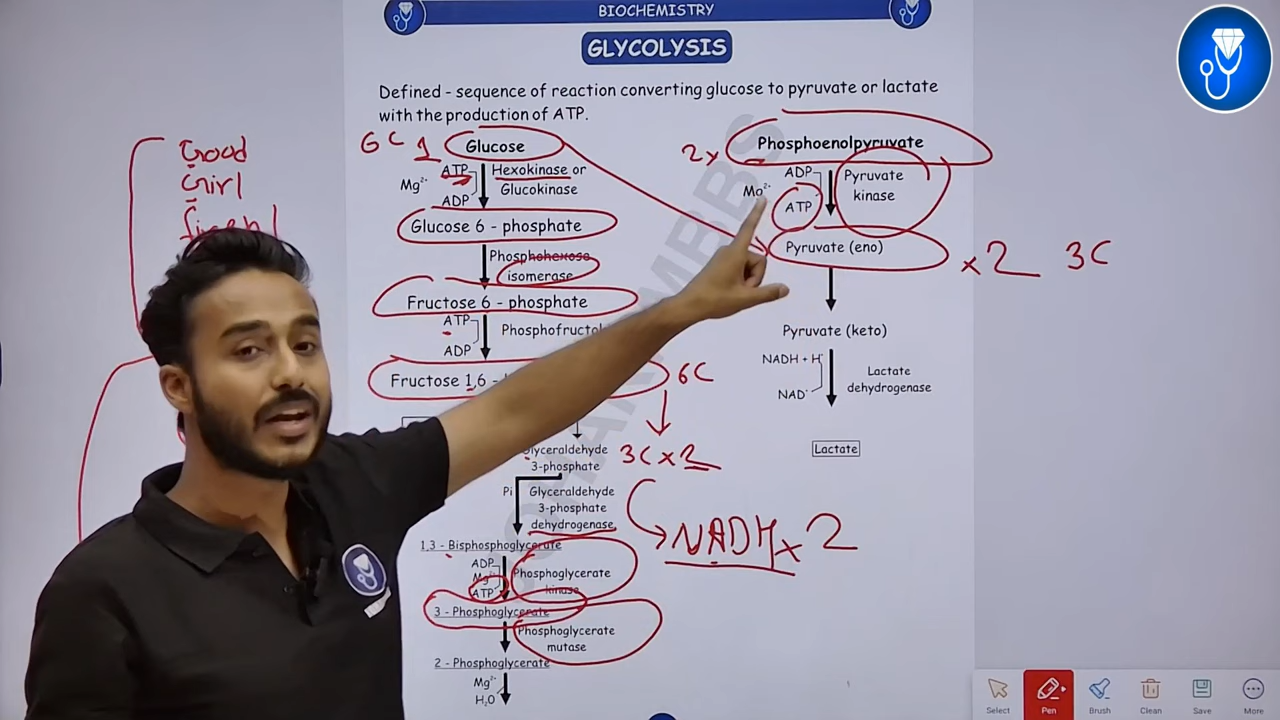 BIOCHEMISTRY
GLYCOLYSIS
Defined - sequence of reaction converting glucose to pyruvate or lactate
with the production of ATP.
Good
Girl
6C 1 Glucose
ATP
Mg²⁺
ADP
Hexokinase or
Glucokinase
Glucose 6 - phosphate
Phosphohexose
isomerase
Fructose 6 - phosphate
ATP
ADP
Fructose 1,6 -
6C
3C x 2
Glyceraldehyde
3-phosphate
Pi
Glyceraldehyde
3-phosphate
dehydrogenase
NADH x 2
1,3 - Bisphosphoglycerate
ADP
Mg²⁺
ATP
Phosphoglycerate
kinase
3 - Phosphoglycerate
Phosphoglycerate
mutase
2 - Phosphoglycerate
Mg²⁺
H₂O
2x Phosphoenolpyruvate
ADP
Mg²⁺
ATP
Pyruvate
kinase
Pyruvate (eno)
x 2 3C
Pyruvate (keto)
NADH + H⁺
NAD⁺
Lactate
dehydrogenase
Lactate
MBBS
Select Pen Brush Clean Save More